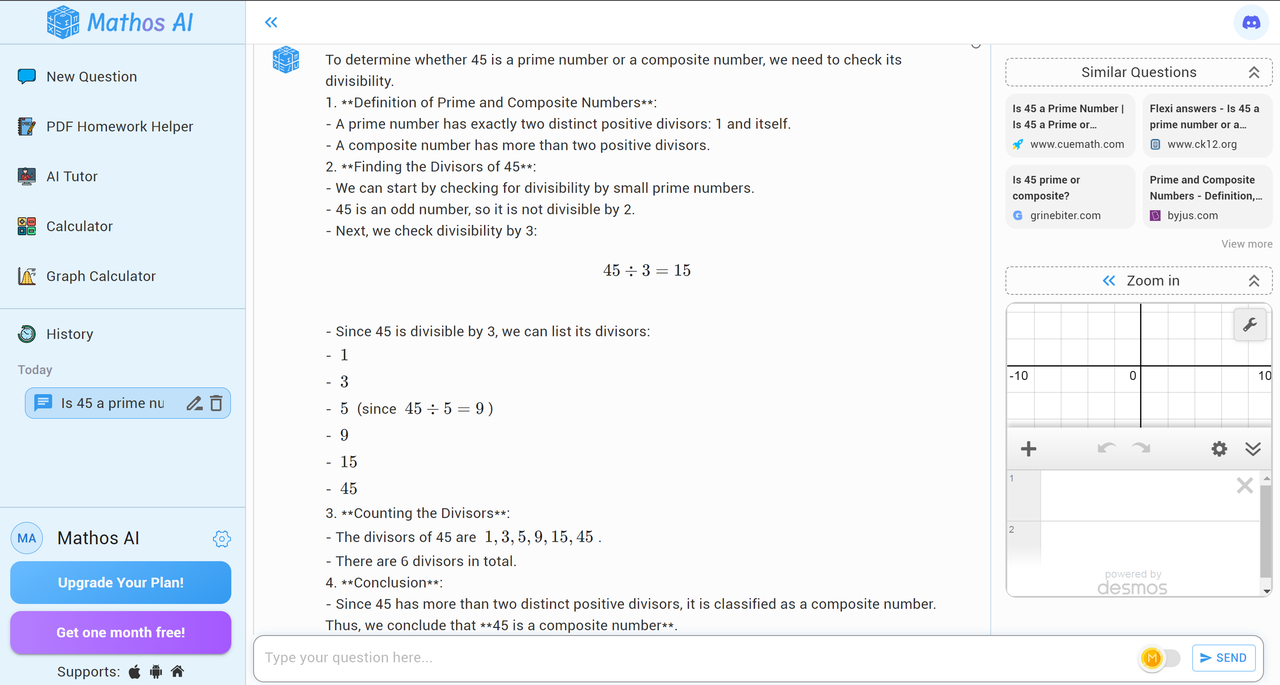 Mathos AI
New Question
PDF Homework Helper
AI Tutor
Calculator
Graph Calculator
History
Today
Is 45 a prime nu
MA
Mathos AI
Upgrade Your Plan!
Get one month free!
Supports:
To determine whether 45 is a prime number or a composite number, we need to check its
divisibility.
1. **Definition of Prime and Composite Numbers**:
- A prime number has exactly two distinct positive divisors: 1 and itself.
- A composite number has more than two positive divisors.
2. **Finding the Divisors of 45**:
- We can start by checking for divisibility by small prime numbers.
- 45 is an odd number, so it is not divisible by 2.
- Next, we check divisibility by 3:
45 ÷ 3 = 15
- Since 45 is divisible by 3, we can list its divisors:
- 1
- 3
- 5 (since 45 ÷ 5 = 9 )
- 9
- 15
- 45
3. **Counting the Divisors**:
- The divisors of 45 are 1, 3, 5, 9, 15, 45 .
- There are 6 divisors in total.
4. **Conclusion**:
- Since 45 has more than two distinct positive divisors, it is classified as a composite number.
Thus, we conclude that **45 is a composite number**.
Type your question here...
M
SEND
Similar Questions
Is 45 a Prime Number |
Is 45 a Prime or...
www.cuemath.com
Flexi answers - Is 45 a
prime number or a...
www.ck12.org
Is 45 prime or
composite?
G
grinebiter.com
Prime and Composite
Numbers - Definition,...
byjus.com
View more
Zoom in
-10
0
10
1
2
powered by
desmos